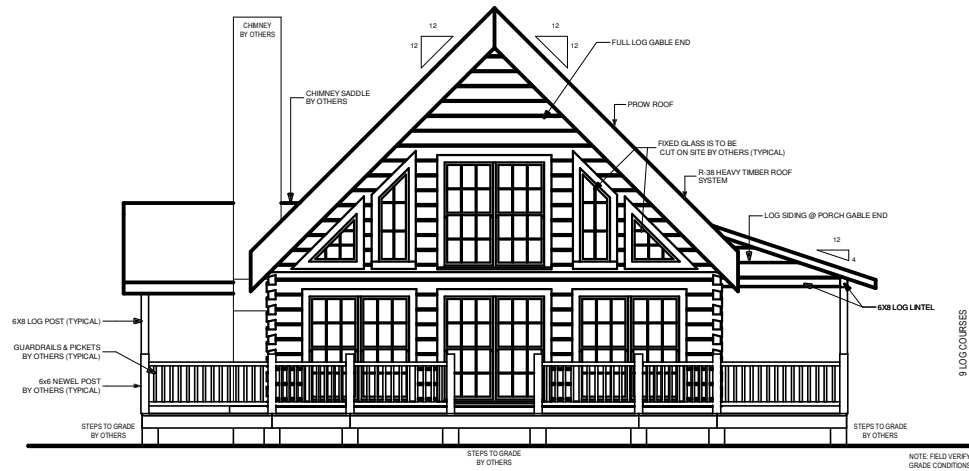 CHIMNEY
BY OTHERS
12
12
12
12
FULL LOG GABLE END
CHIMNEY SADDLE
BY OTHERS
PROW ROOF
FIXED GLASS IS TO BE
CUT ON SITE BY OTHERS (TYPICAL)
R-38 HEAVY TIMBER ROOF
SYSTEM
LOG SIDING @ PORCH GABLE END
12
4
6X8 LOG LINTEL
6X8 LOG POST (TYPICAL)
GUARDRAILS & PICKETS
BY OTHERS (TYPICAL)
6x6 NEWEL POST
BY OTHERS (TYPICAL)
9 LOG COURSES
STEPS TO GRADE
BY OTHERS
STEPS TO GRADE
BY OTHERS
STEPS TO GRADE
BY OTHERS
NOTE: FIELD VERIFY
GRADE CONDITIONS